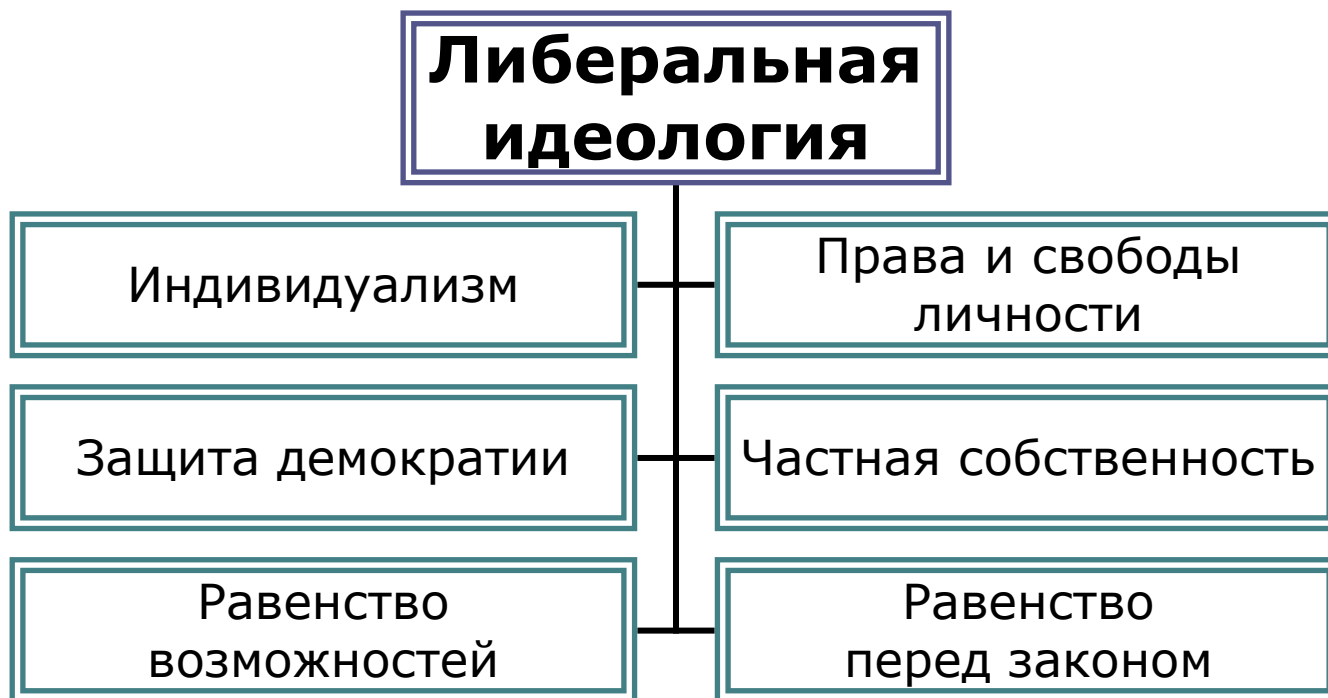 Либеральная
идеология
Индивидуализм
Права и свободы
личности
Защита демократии
Частная собственность
Равенство
возможностей
Равенство
перед законом